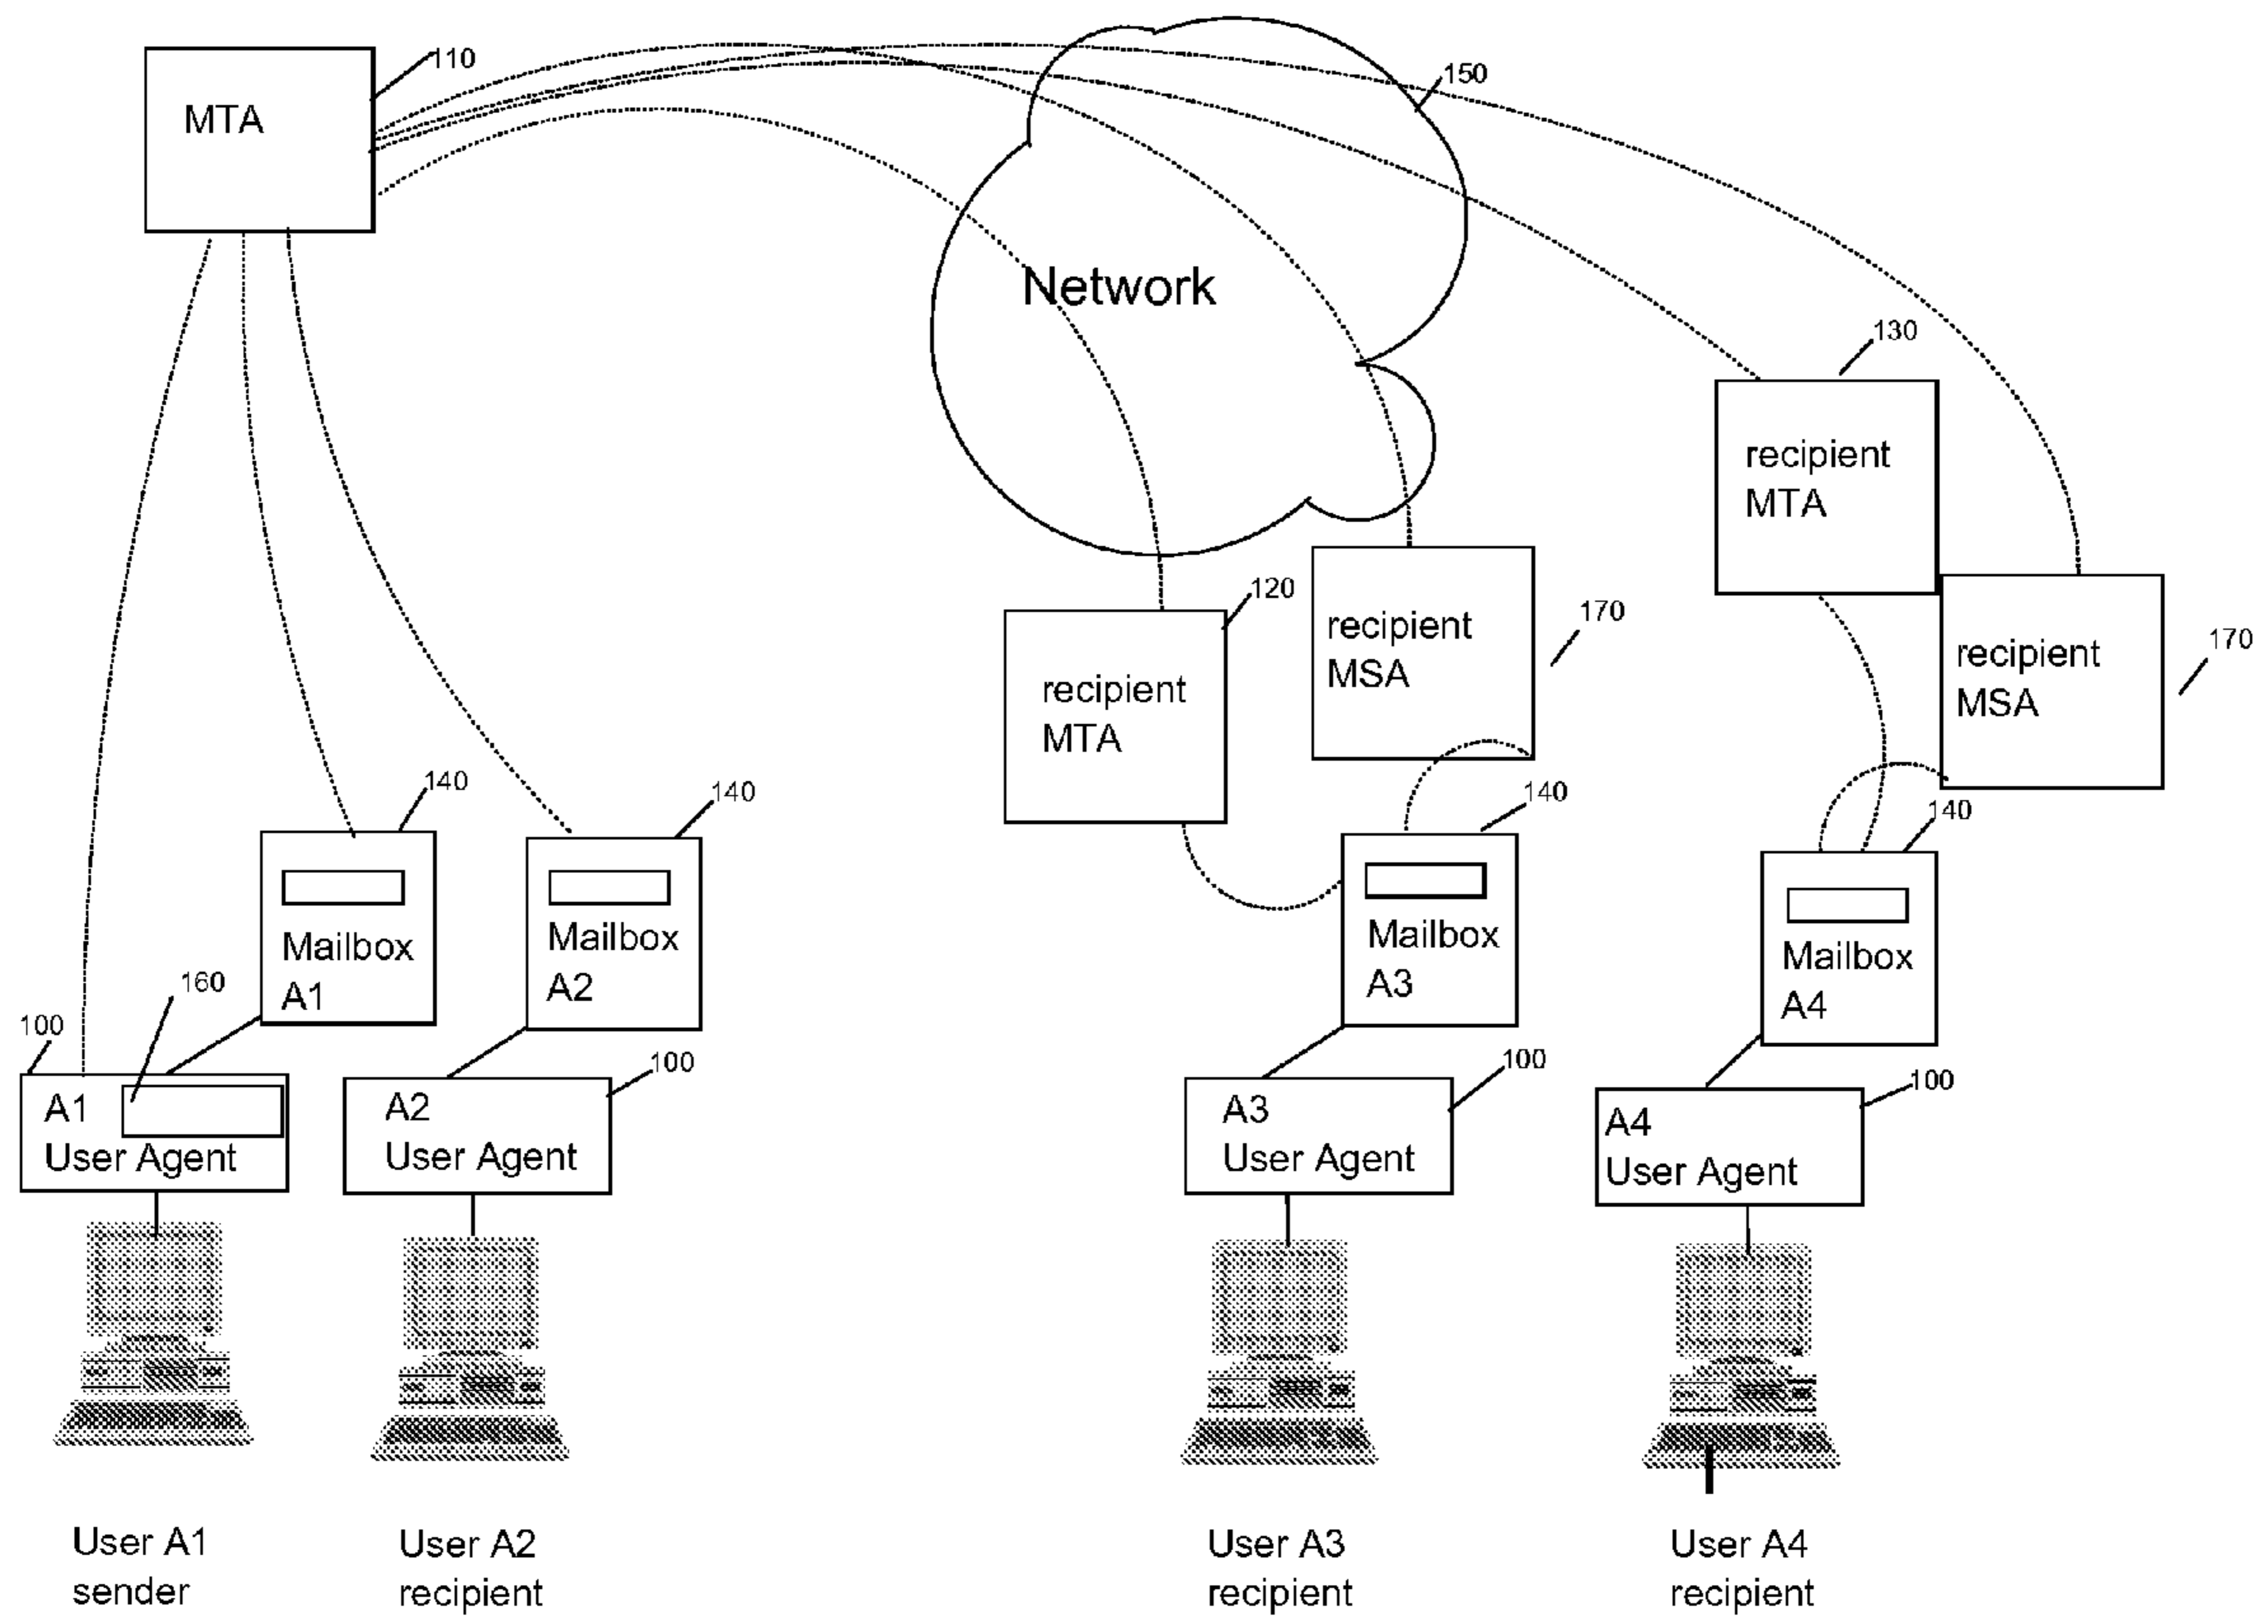 110
MTA
150
Network
130
recipient
MTA
120
recipient
MTA
recipient
MSA
170
recipient
MSA
170
140
Mailbox
A1
140
Mailbox
A2
140
Mailbox
A3
140
Mailbox
A4
160
100
A1
User Agent
100
A2
User Agent
100
A3
User Agent
100
A4
User Agent
User A1
sender
User A2
recipient
User A3
recipient
User A4
recipient